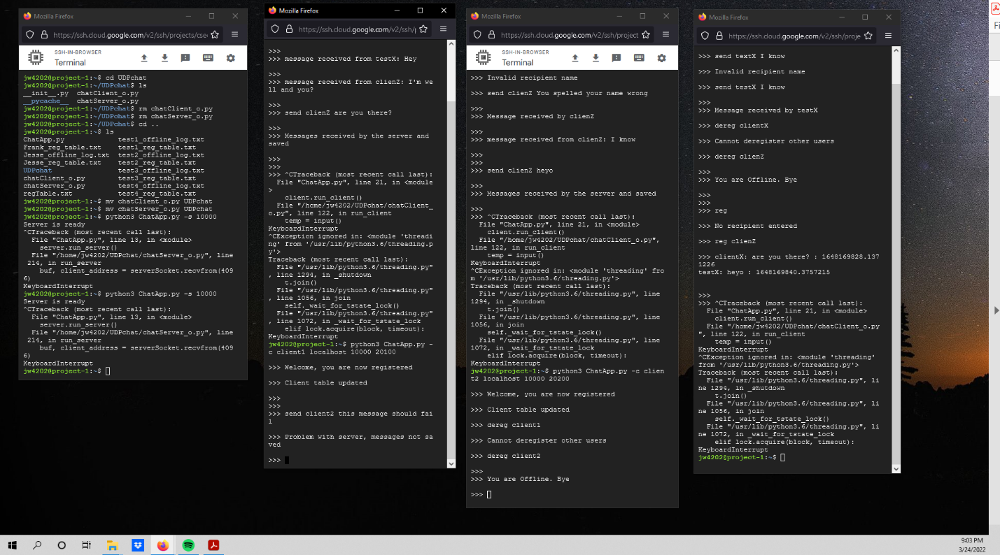 Mozilla Firefox
https://ssh.cloud.google.com/v2/ssh/projects/cse
SSH-IN-BROWSER
Terminal
jw4202@project-1:~$ cd UDPchat
jw4202@project-1:~/UDPchat$ ls
__init__.py  chatClient_o.py
__pycache__  chatServer_o.py
jw4202@project-1:~/UDPchat$ rm chatClient_o.py
jw4202@project-1:~/UDPchat$ rm chatServer_o.py
jw4202@project-1:~/UDPchat$ cd ..
jw4202@project-1:~$ ls
ChatApp.py             test1_offline_log.txt
Frank_reg_table.txt    test1_reg_table.txt
Jesse_offline_log.txt  test2_offline_log.txt
Jesse_reg_table.txt    test2_reg_table.txt
UDPchat                test3_offline_log.txt
chatClient_o.py        test3_reg_table.txt
chatServer_o.py        test4_offline_log.txt
regTable.txt           test4_reg_table.txt
jw4202@project-1:~$ mv chatClient_o.py UDPchat
jw4202@project-1:~$ mv chatServer_o.py UDPchat
jw4202@project-1:~$ python3 ChatApp.py -s 10000
Server is ready
^CTraceback (most recent call last):
  File "ChatApp.py", line 13, in <module>
    server.run_server()
  File "/home/jw4202/UDPchat/chatServer_o.py", line
 214, in run_server
    buf, client_address = serverSocket.recvfrom(409
6)
KeyboardInterrupt
jw4202@project-1:~$ python3 ChatApp.py -s 10000
Server is ready
^CTraceback (most recent call last):
  File "ChatApp.py", line 13, in <module>
    server.run_server()
  File "/home/jw4202/UDPchat/chatServer_o.py", line
 214, in run_server
    buf, client_address = serverSocket.recvfrom(409
6)
KeyboardInterrupt
jw4202@project-1:~$
Mozilla Firefox
https://ssh.cloud.google.com/v2/ssh/p
>>>
>>> message received from testX: Hey
>>>
>>> message received from clienZ: I'm we
ll and you?
>>>
>>> send clienZ are you there?
>>>
>>> Messages received by the server and
saved
>>>
>>>
>>> ^CTraceback (most recent call last):
  File "ChatApp.py", line 21, in <module
>
    client.run_client()
  File "/home/jw4202/UDPchat/chatClient_
o.py", line 122, in run_client
    temp = input()
KeyboardInterrupt
^CException ignored in: <module 'threadi
ng' from '/usr/lib/python3.6/threading.p
y'>
Traceback (most recent call last):
  File "/usr/lib/python3.6/threading.py"
, line 1294, in _shutdown
    t.join()
  File "/usr/lib/python3.6/threading.py"
, line 1056, in join
    self._wait_for_tstate_lock()
  File "/usr/lib/python3.6/threading.py"
, line 1072, in _wait_for_tstate_lock
    elif lock.acquire(block, timeout):
KeyboardInterrupt
jw4202@project-1:~$ python3 ChatApp.py -
c client1 localhost 10000 20100
>>> Welcome, you are now registered
>>> Client table updated
>>>
>>>
>>> send client2 this message should fai
l
>>> Problem with server, messages not sa
ved
>>>
Mozilla Firefox
https://ssh.cloud.google.com/v2/ssh/project
SSH-IN-BROWSER
Terminal
>>> Invalid recipient name
>>> send clienZ You spelled your name wrong
>>>
>>> Message received by clienZ
>>>
>>> message received from clienZ: I know
>>>
>>>
>>> send clienZ heyo
>>>
>>> Messages received by the server and saved
>>>
>>> ^CTraceback (most recent call last):
  File "ChatApp.py", line 21, in <module>
    client.run_client()
  File "/home/jw4202/UDPchat/chatClient_o.py",
line 122, in run_client
    temp = input()
KeyboardInterrupt
^CException ignored in: <module 'threading' fro
m '/usr/lib/python3.6/threading.py'>
Traceback (most recent call last):
  File "/usr/lib/python3.6/threading.py", line
1294, in _shutdown
    t.join()
  File "/usr/lib/python3.6/threading.py", line
1056, in join
    self._wait_for_tstate_lock()
  File "/usr/lib/python3.6/threading.py", line
1072, in _wait_for_tstate_lock
    elif lock.acquire(block, timeout):
KeyboardInterrupt
jw4202@project-1:~$ python3 ChatApp.py -c clien
t2 localhost 10000 20200
>>> Welcome, you are now registered
>>> Client table updated
>>> dereg client1
>>> Cannot deregister other users
>>> dereg client2
>>>
>>> You are Offline. Bye
>>>
Mozilla Firefox
https://ssh.cloud.google.com/v2/ssh/proje
>>> send textX I know
>>> Invalid recipient name
>>> send testX I know
>>>
>>> Message received by testX
>>> dereg clientX
>>> Cannot deregister other users
>>> dereg clienZ
>>>
>>> You are Offline. Bye
>>>
>>>
>>> reg
>>> No recipient entered
>>> reg clienZ
>>> clientX: are you there? : 1648169828.137
1226
testX: heyo : 1648169840.3757215
>>>
>>> ^CTraceback (most recent call last):
  File "ChatApp.py", line 21, in <module>
    client.run_client()
  File "/home/jw4202/UDPchat/chatClient_o.py
", line 122, in run_client
    temp = input()
KeyboardInterrupt
^CException ignored in: <module 'threading'
from '/usr/lib/python3.6/threading.py'>
Traceback (most recent call last):
  File "/usr/lib/python3.6/threading.py", li
ne 1294, in _shutdown
    t.join()
  File "/usr/lib/python3.6/threading.py", li
ne 1056, in join
    self._wait_for_tstate_lock()
  File "/usr/lib/python3.6/threading.py", li
ne 1072, in _wait_for_tstate_lock
    elif lock.acquire(block, timeout):
KeyboardInterrupt
jw4202@project-1:~$
Fi
9:03 PM
3/24/2022